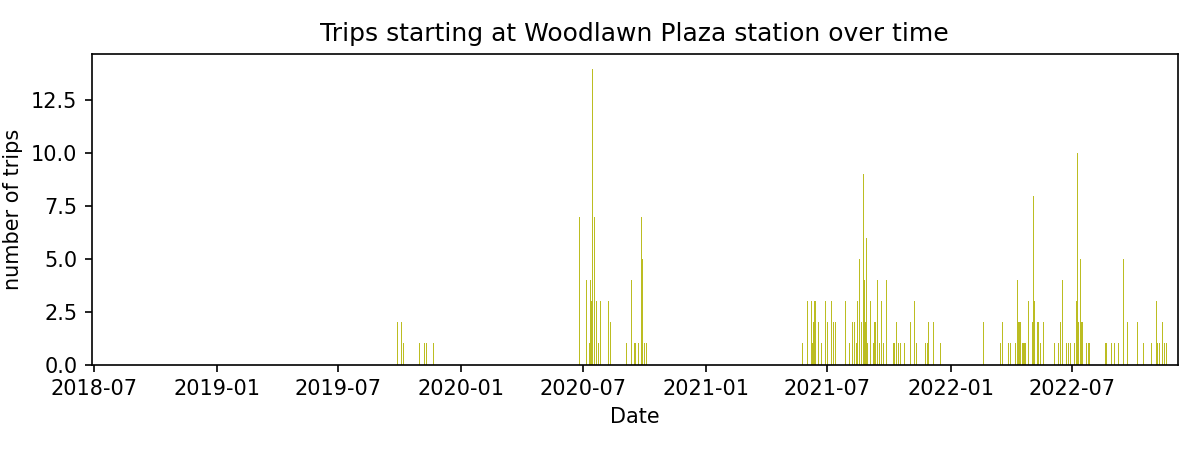 Trips starting at Woodlawn Plaza station over time
number of trips
12.5
10.0
7.5
5.0
2.5
0.0
2018-07 2019-01 2019-07 2020-01 2020-07 2021-01 2021-07 2022-01 2022-07
Date